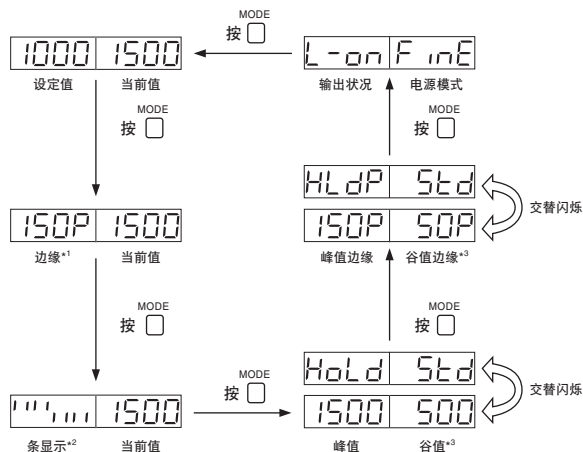 MODE
按
1000 1500
L-on FinE
设定值 当前值
输出状况 电源模式
MODE
按
MODE
按
HLdP Std
150P 1500
150P 50P
交替闪烁
边缘*1 当前值
峰值边缘 谷值边缘*3
MODE
按
MODE
按
MODE
按
HoLd Std
1500
1500 500
交替闪烁
条显示*2 当前值
峰值 谷值*3